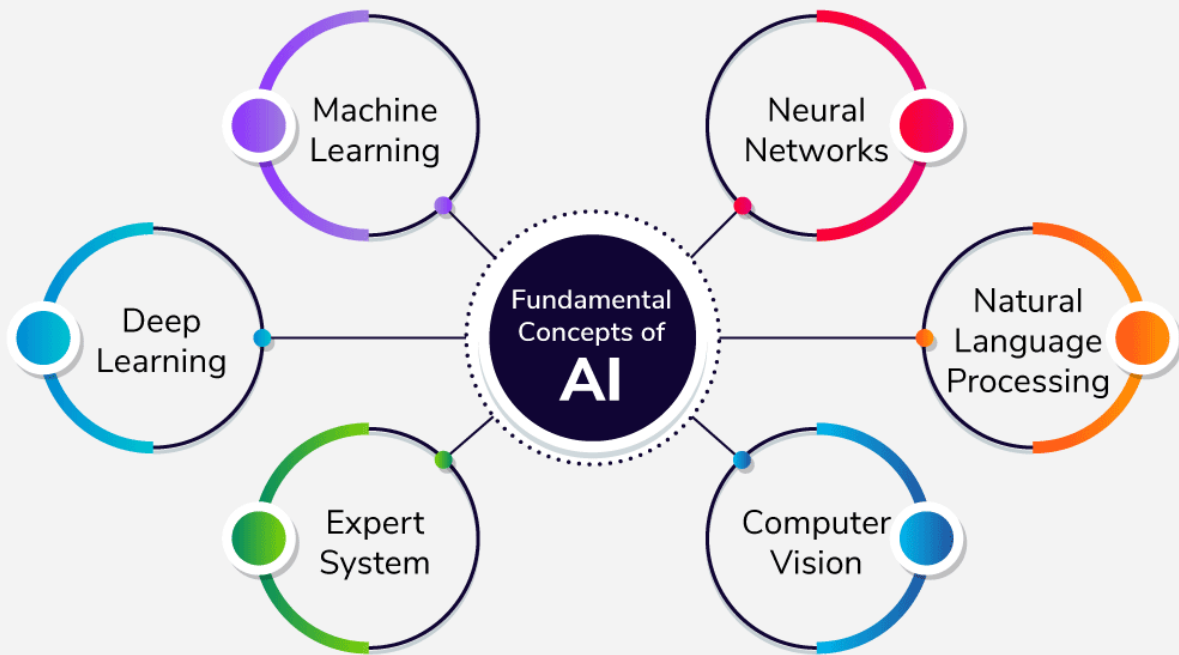 Machine
Learning
Neural
Networks
Deep
Learning
Fundamental
Concepts of
AI
Natural
Language
Processing
Expert
System
Computer
Vision